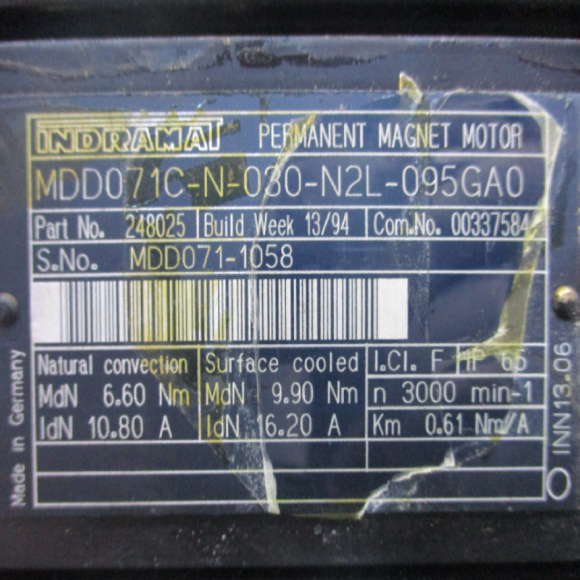 INDRAMAT PERMANENT MAGNET MOTOR
MDD071C-N-030-N2L-095GA0
Part No. 248025 Build Week 13/94 Com.No. 00337584
S.No. MDD071-1058
Natural convection Surface cooled I.Cl. F IP 65
MdN 6.60 Nm MdN 9.90 Nm n 3000 min-1
IdN 10.80 A IdN 16.20 A Km 0.61 Nm/A
Made in Germany
INN13.06